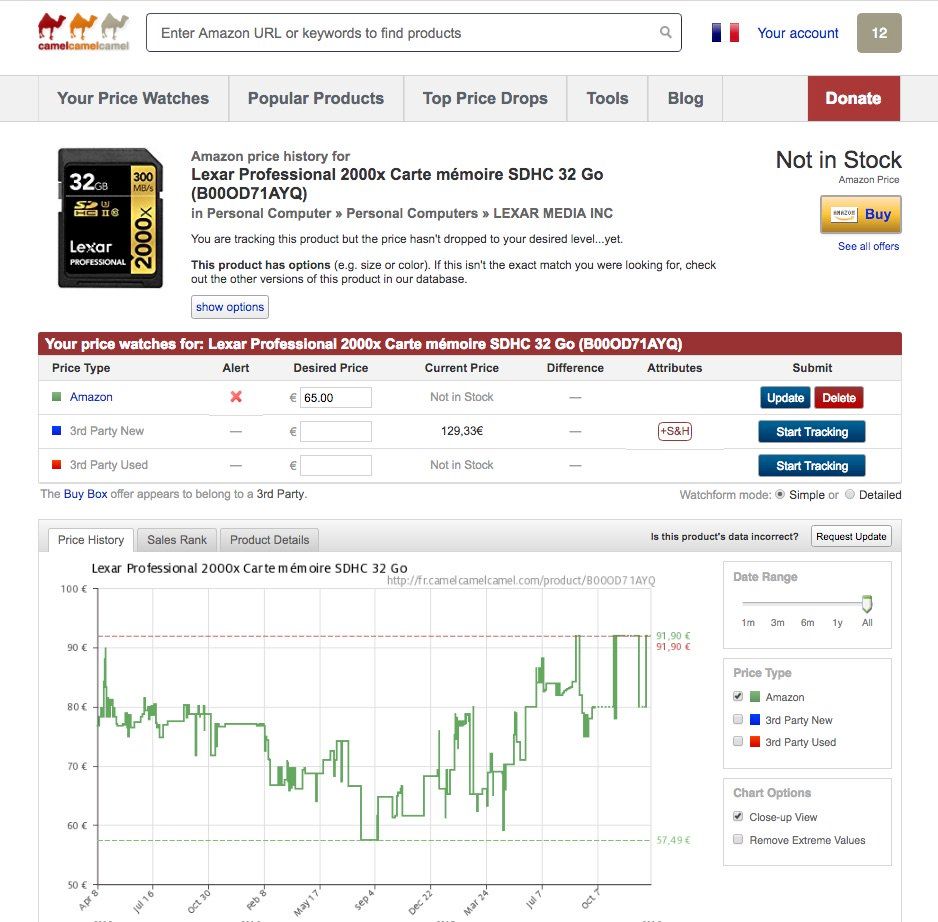 camelcamelcamel
Enter Amazon URL or keywords to find products
Your account
12
Your Price Watches
Popular Products
Top Price Drops
Tools
Blog
Donate
32GB
300
MB/s
Lexar
PROFESSIONAL
2000x
Amazon price history for
Lexar Professional 2000x Carte mémoire SDHC 32 Go
(B00OD71AYQ)
in Personal Computer » Personal Computers » LEXAR MEDIA INC
You are tracking this product but the price hasn't dropped to your desired level...yet.
This product has options (e.g. size or color). If this isn't the exact match you were looking for, check
out the other versions of this product in our database.
show options
Not in Stock
Amazon Price
AMAZON Buy
See all offers
Your price watches for: Lexar Professional 2000x Carte mémoire SDHC 32 Go (B00OD71AYQ)
Price Type Alert Desired Price Current Price Difference Attributes Submit
Amazon € 65.00 Not in Stock — Update Delete
3rd Party New — € 129,33€ — +S&H Start Tracking
3rd Party Used — € Not in Stock — Start Tracking
The Buy Box offer appears to belong to a 3rd Party.
Watchform mode: Simple or Detailed
Price History Sales Rank Product Details
Is this product's data incorrect? Request Update
Lexar Professional 2000x Carte mémoire SDHC 32 Go
http://fr.camelcamelcamel.com/product/B00OD71AYQ
100 €
90 €
80 €
70 €
60 €
50 €
91,90 €
91,90 €
57,49 €
Apr 8 Jul 16 Oct 30 Feb 8 May 17 Sep 4 Dec 22 Mar 24 Jul 7 Oct 7
Date Range
1m 3m 6m 1y All
Price Type
Amazon
3rd Party New
3rd Party Used
Chart Options
Close-up View
Remove Extreme Values